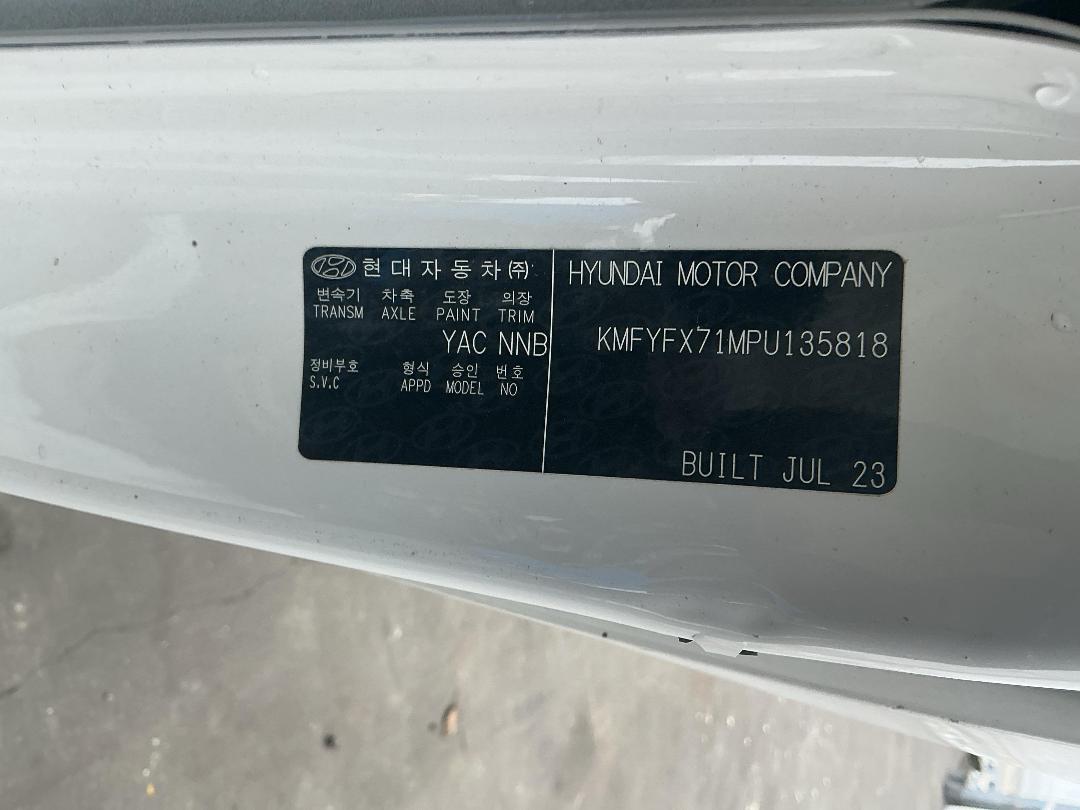 현대자동차(주)
변속기 차축 도장 의장
TRANSM AXLE PAINT TRIM
YAC NNB
정비부호 형식 승인 번호
S.V.C APPD MODEL NO
HYUNDAI MOTOR COMPANY
KMFYFX71MPU135818
BUILT JUL 23